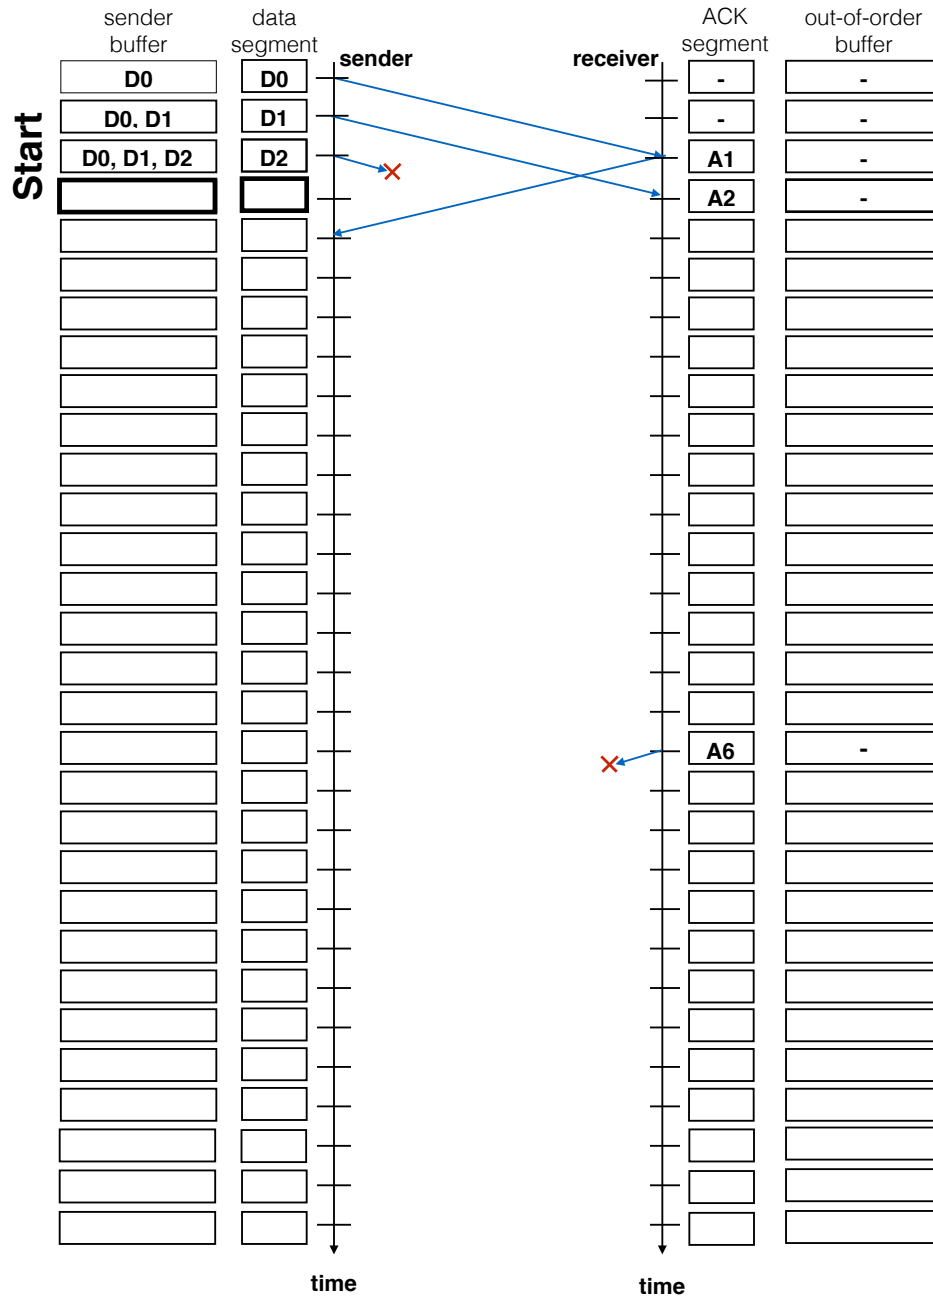 sender buffer
data segment
sender
receiver
ACK segment
out-of-order buffer
Start
D0 D0 - -
D0, D1 D1 - -
D0, D1, D2 D2 A1 -
A2 -
A6 -
time
time